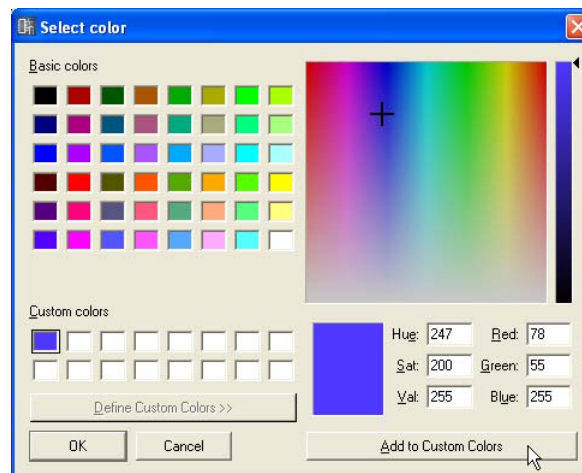 Select color
Basic colors
Custom colors
Define Custom Colors >>
OK Cancel
Hue: 247 Red: 78
Sat: 200 Green: 55
Val: 255 Blue: 255
Add to Custom Colors